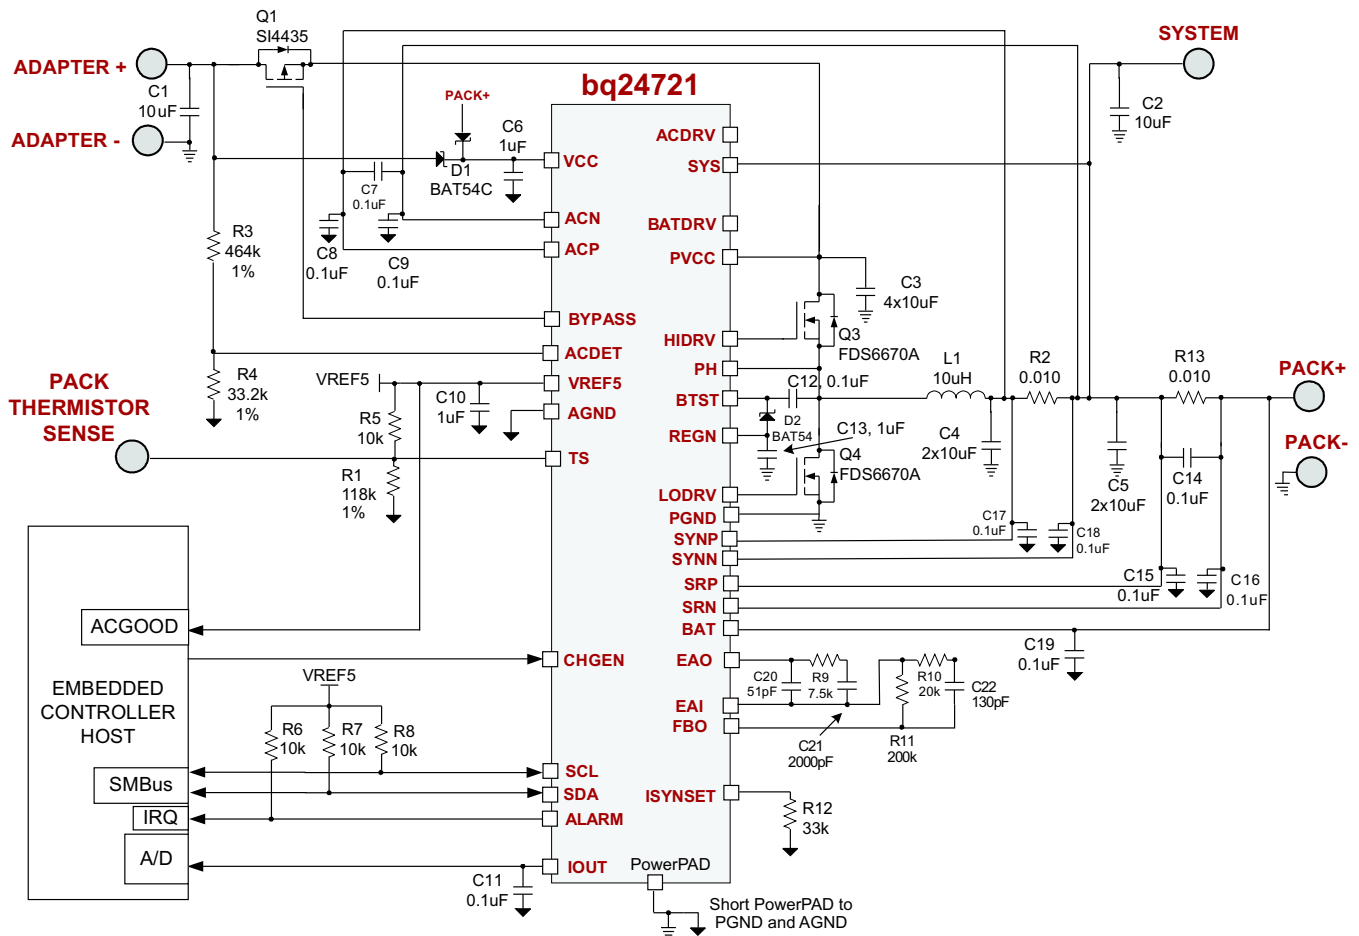 Q1
SI4435
ADAPTER +
C1
10uF
ADAPTER -
SYSTEM
C2
10uF
bq24721
PACK+
C6
1uF
D1
BAT54C
C7
0.1uF
C8
0.1uF
C9
0.1uF
R3
464k
1%
R4
33.2k
1%
VCC
ACN
ACP
BYPASS
ACDET
VREF5
AGND
TS
CHGEN
SCL
SDA
ALARM
IOUT
ACDRV
SYS
BATDRV
PVCC
HIDRV
PH
BTST
REGN
LODRV
PGND
SYNP
SYNN
SRP
SRN
BAT
EAO
EAI
FBO
ISYNSET
PowerPAD
C3
4x10uF
Q3
FDS6670A
C12, 0.1uF
D2
BAT54
C13, 1uF
Q4
FDS6670A
L1
10uH
R2
0.010
R13
0.010
PACK+
PACK-
C4
2x10uF
C5
2x10uF
C14
0.1uF
C17
0.1uF
C18
0.1uF
C15
0.1uF
C16
0.1uF
C19
0.1uF
PACK
THERMISTOR
SENSE
VREF5
R5
10k
C10
1uF
R1
118k
1%
ACGOOD
EMBEDDED
CONTROLLER
HOST
SMBus
IRQ
A/D
VREF5
R6
10k
R7
10k
R8
10k
C11
0.1uF
C20
51pF
R9
7.5k
C21
2000pF
R10
20k
C22
130pF
R11
200k
R12
33k
Short PowerPAD to
PGND and AGND